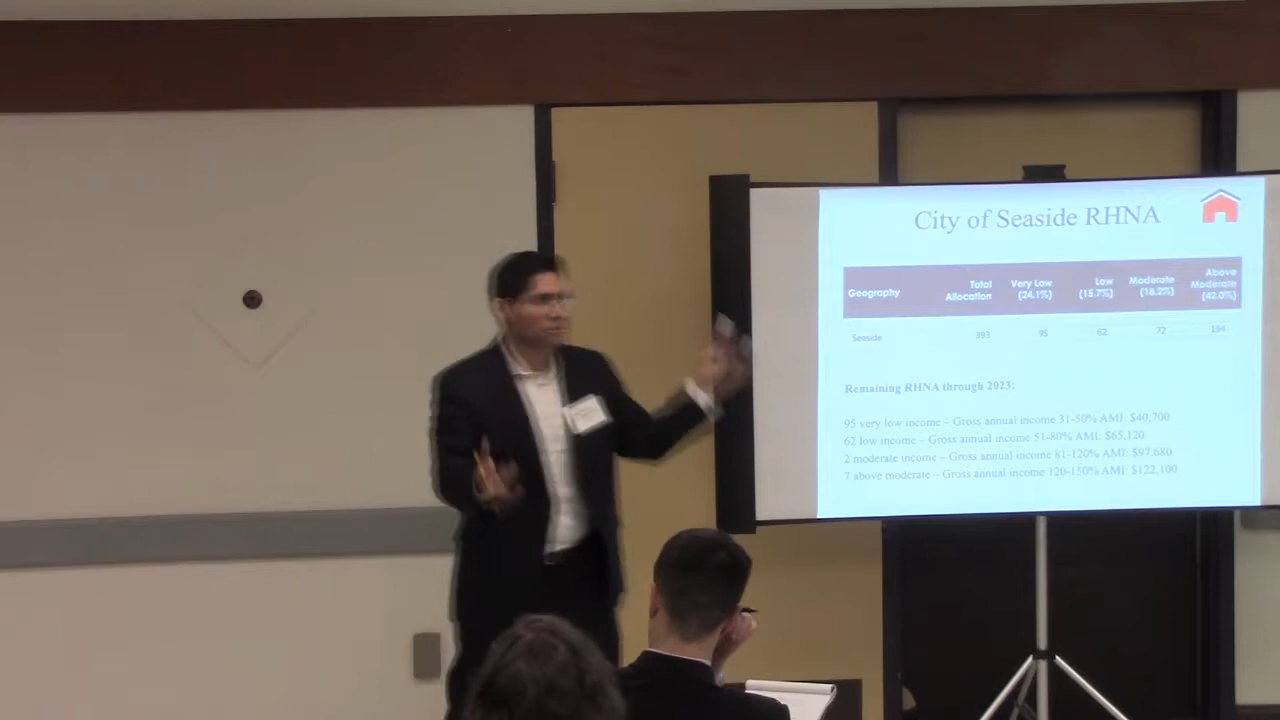 City of Seaside RHNA
Geography Total Allocation Very Low (24.1%) Low (15.7%) Moderate (18.2%) Above Moderate (42.0%)
Seaside 393 95 62 72 164
Remaining RHNA through 2023:
95 very low income – Gross annual income 31-50% AMI: $40,700
62 low income – Gross annual income 51-80% AMI: $65,120
2 moderate income – Gross annual income 81-120% AMI: $97,680
7 above moderate – Gross annual income 120-150% AMI: $122,100